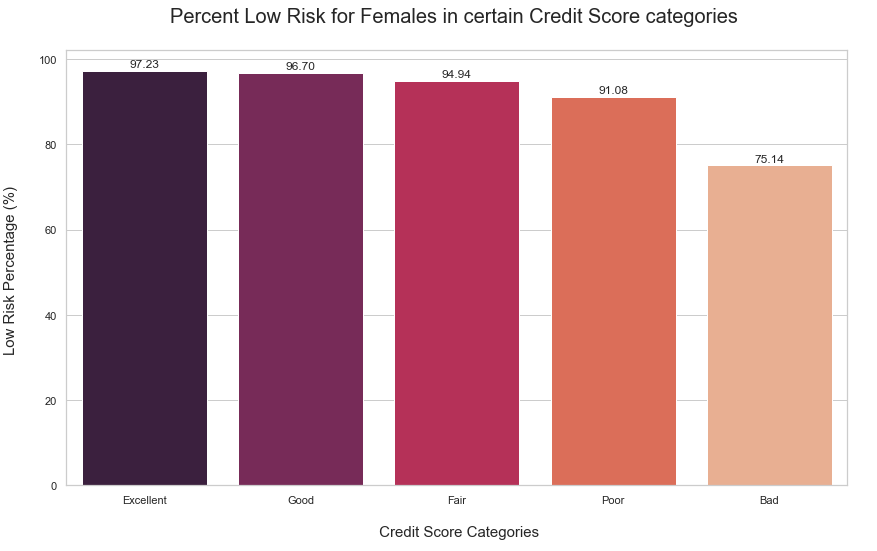 Percent Low Risk for Females in certain Credit Score categories
Low Risk Percentage (%)
100
80
60
40
20
0
97.23
96.70
94.94
91.08
75.14
Excellent
Good
Fair
Poor
Bad
Credit Score Categories